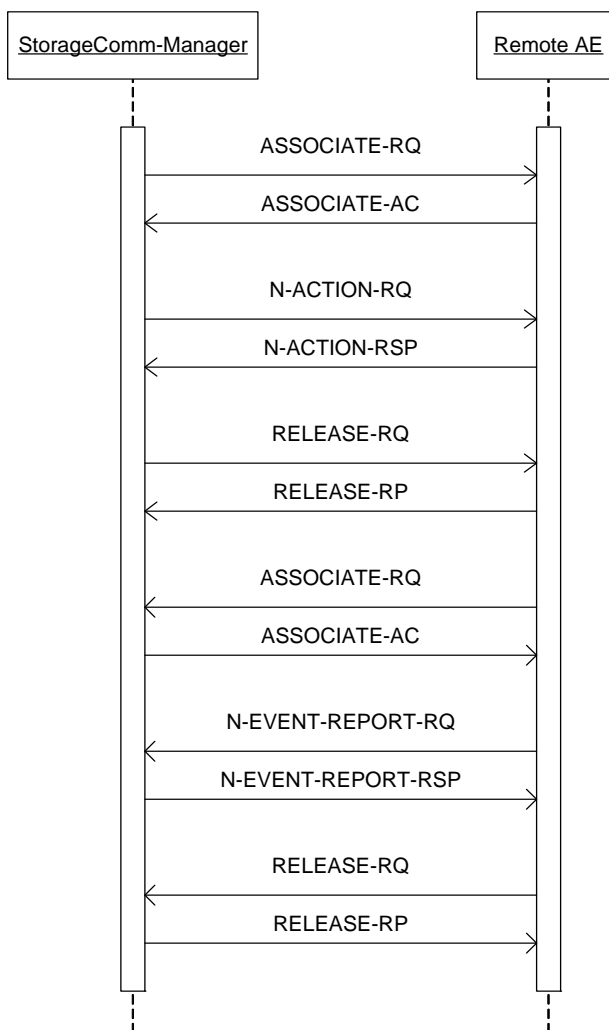 StorageComm-Manager
Remote AE
ASSOCIATE-RQ
ASSOCIATE-AC
N-ACTION-RQ
N-ACTION-RSP
RELEASE-RQ
RELEASE-RP
ASSOCIATE-RQ
ASSOCIATE-AC
N-EVENT-REPORT-RQ
N-EVENT-REPORT-RSP
RELEASE-RQ
RELEASE-RP